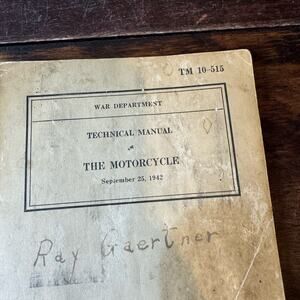 TM 10-515
WAR DEPARTMENT
TECHNICAL MANUAL
THE MOTORCYCLE
September 25, 1942
Ray Gaertner